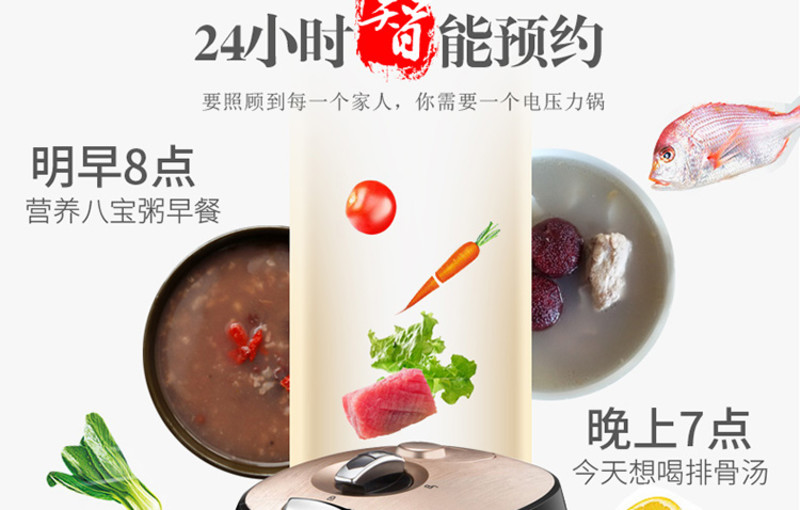 24小时智能预约
要照顾到每一个家人，你需要一个电压力锅
明早8点
营养八宝粥早餐
晚上7点
今天想喝排骨汤